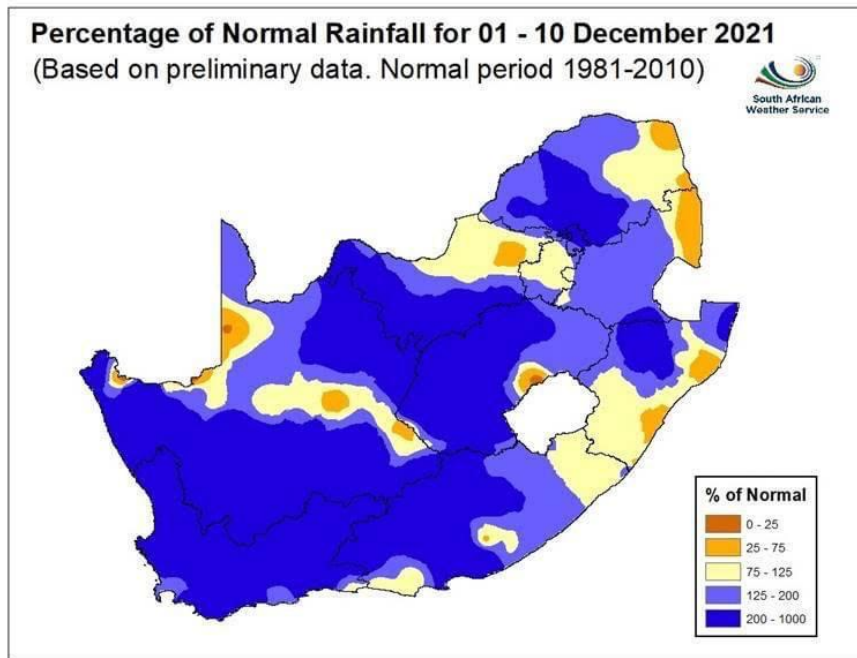 Percentage of Normal Rainfall for 01 - 10 December 2021
(Based on preliminary data. Normal period 1981-2010)
South African
Weather Service
% of Normal
0 - 25
25 - 75
75 - 125
125 - 200
200 - 1000